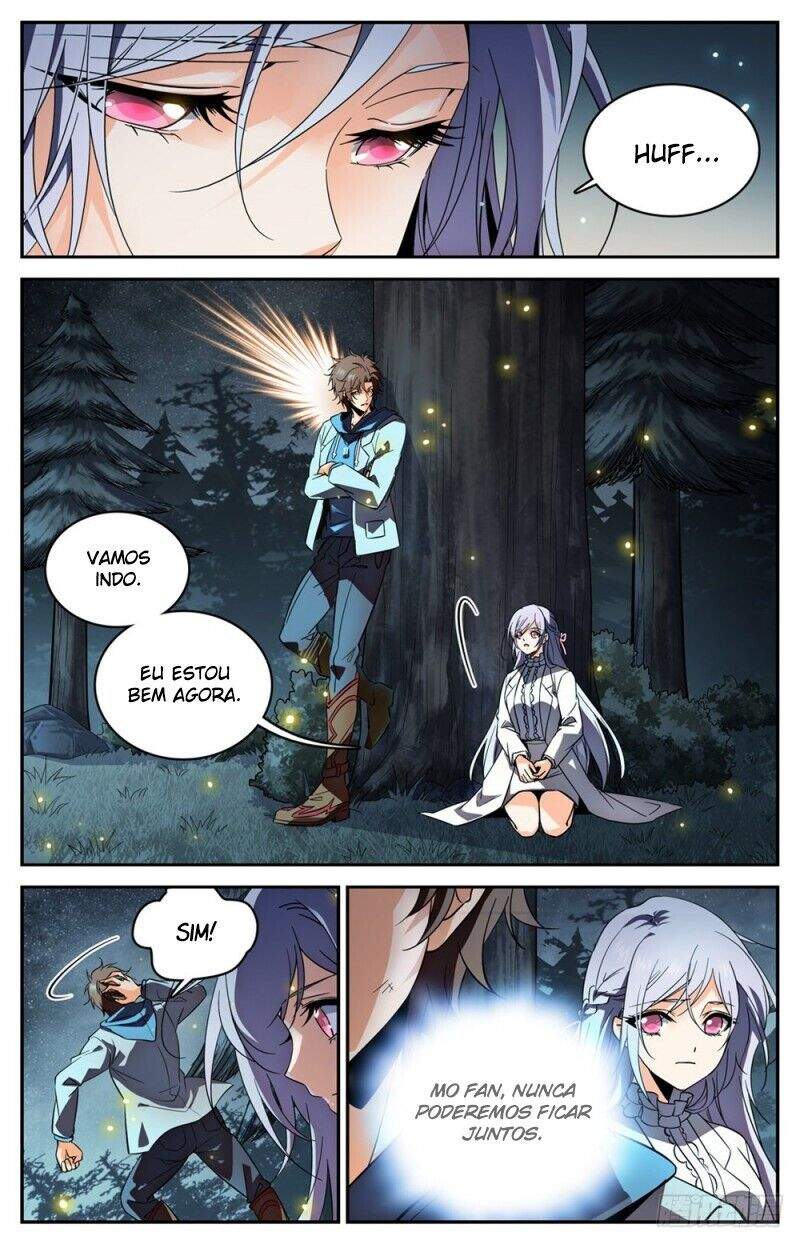 HUFF...
VAMOS
INDO.
EU ESTOU
BEM AGORA.
SIM!
MO FAN, NUNCA
PODEREMOS FICAR
JUNTOS.